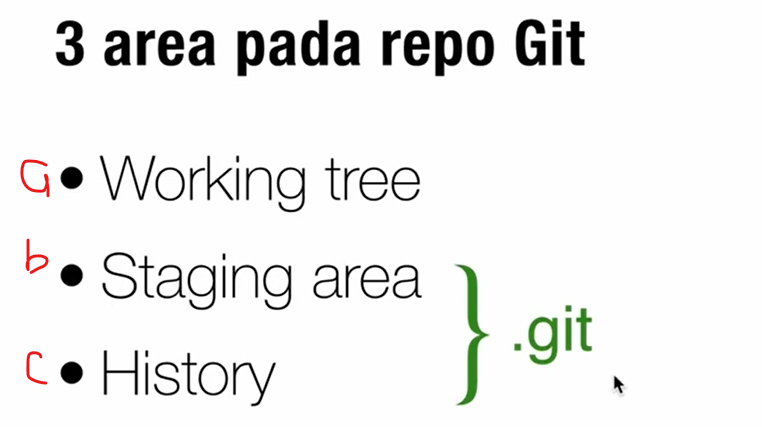 3 area pada repo Git
a • Working tree
b • Staging area
.git
c • History